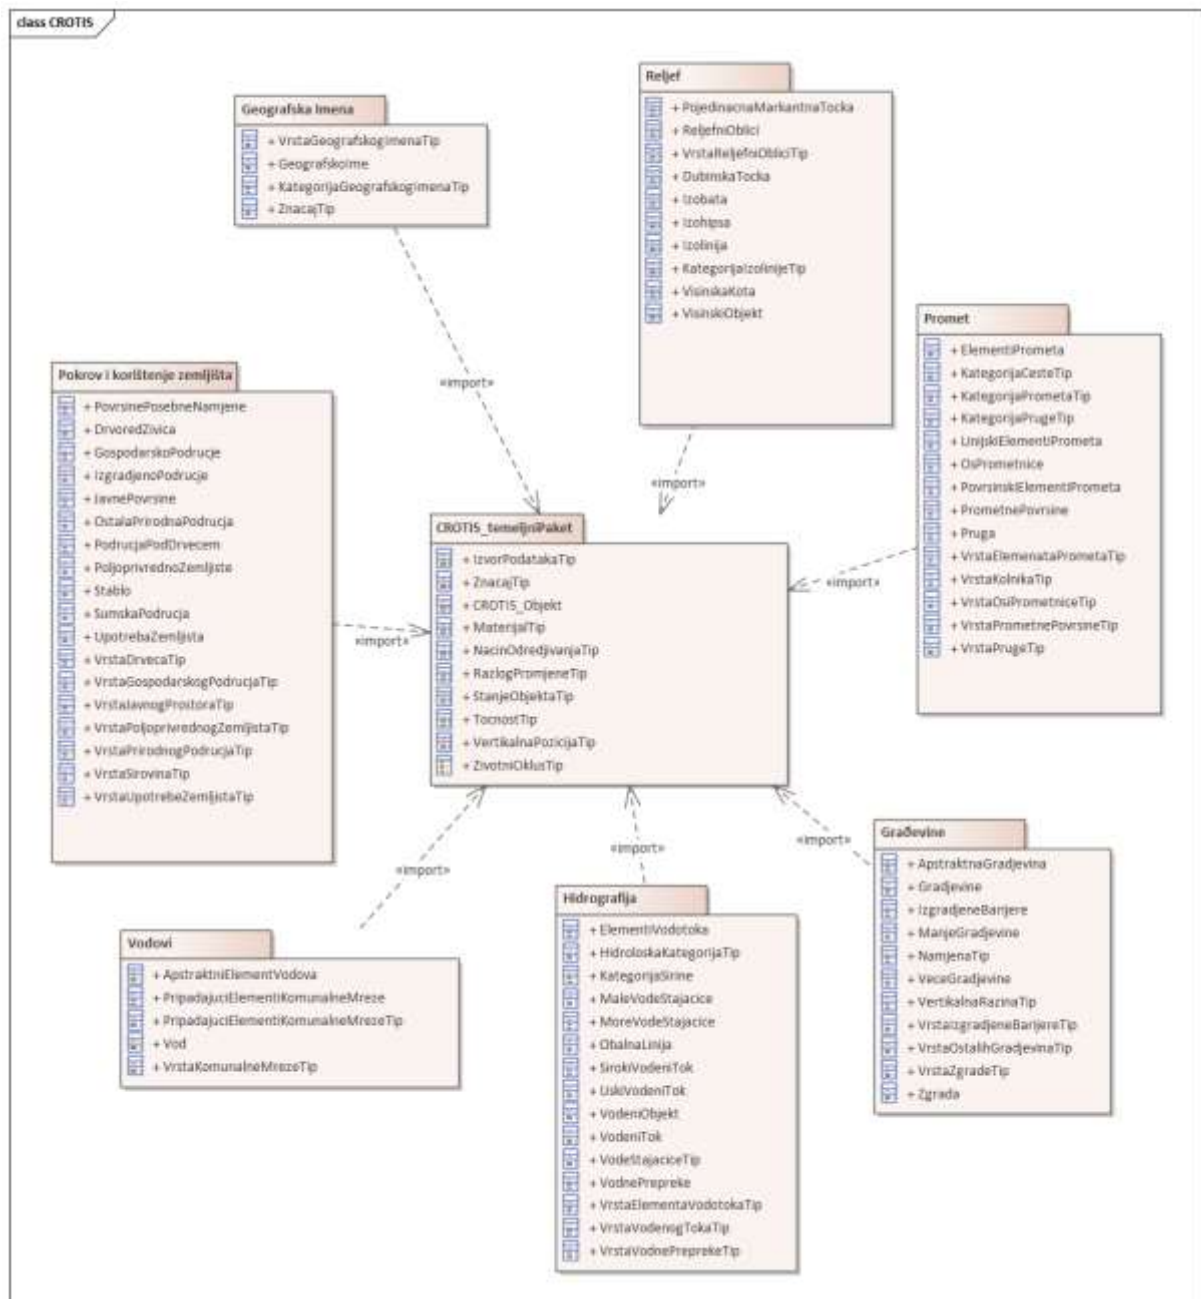 class CROTIS
Geografska Imena
+ VrstaGeografskogImenaTip
+ GeografskoIme
+ KategorijaGeografskogImenaTip
+ ZnacajTip
Reljef
+ PojedinacnaMarkantnaTocka
+ ReljefniOblici
+ VrstaReljefniObliciTip
+ DubinskaTocka
+ Izobata
+ Izohipsa
+ Izolinija
+ KategorijaIzolinijeTip
+ VisinskaKota
+ VisinskiObjekt
Promet
+ ElementiPrometa
+ KategorijaCesteTip
+ KategorijaPrometaTip
+ KategorijaPrugeTip
+ LinijskiElementiPrometa
+ OsPrometnice
+ PovrsinskiElementiPrometa
+ PrometnePovrsine
+ Pruga
+ VrstaElemenataPrometaTip
+ VrstaKolnikaTip
+ VrstaOsiPrometniceTip
+ VrstaPrometnePovrsineTip
+ VrstaPrugeTip
Pokrov i korištenje zemljišta
+ PovrsinePosebneNamjene
+ DrvoredZivica
+ GospodarskoPodrucje
+ IzgradjenoPodrucje
+ JavnePovrsine
+ OstalaPrirodnaPodrucja
+ PodrucjaPodDrvecem
+ PoljoprivrednoZemljiste
+ Stablo
+ SumskaPodrucja
+ UpotrebaZemljista
+ VrstaDrvecaTip
+ VrstaGospodarskogPodrucjaTip
+ VrstaJavnogProstoraTip
+ VrstaPoljoprivrednogZemljistaTip
+ VrstaPrirodnogPodrucjaTip
+ VrstaSirovinaTip
+ VrstaUpotrebeZemljistaTip
«import»
«import»
«import»
«import»
CROTIS_temeljniPaket
+ IzvorPodatakaTip
+ ZnacajTip
+ CROTIS_Objekt
+ MaterijalTip
+ NacinOdredjivanjaTip
+ RazlogPromjeneTip
+ StanjeObjektaTip
+ TocnostTip
+ VertikalnaPozicijaTip
+ ZivotniCiklusTip
«import»
«import»
«import»
Vodovi
+ ApstraktniElementVodova
+ PripadajuciElementiKomunalneMreze
+ PripadajuciElementiKomunalneMrezeTip
+ Vod
+ VrstaKomunalneMrezeTip
Hidrografija
+ ElementiVodotoka
+ HidroloskaKategorijaTip
+ KategorijaSirine
+ MaleVodeStajacice
+ MoreVodeStajacice
+ ObalnaLinija
+ SirokiVodeniTok
+ UskiVodeniTok
+ VodeniObjekt
+ VodeniTok
+ VodeStajaciceTip
+ VodnePrepreke
+ VrstaElementaVodotokaTip
+ VrstaVodenogTokaTip
+ VrstaVodnePreprekeTip
Građevine
+ ApstraktnaGradjevina
+ Gradjevine
+ IzgradjeneBarijere
+ ManjeGradjevine
+ NamjenaTip
+ VeceGradjevine
+ VertikalnaRazinaTip
+ VrstaIzgradjeneBarijereTip
+ VrstaOstalihGradjevinaTip
+ VrstaZgradeTip
+ Zgrada